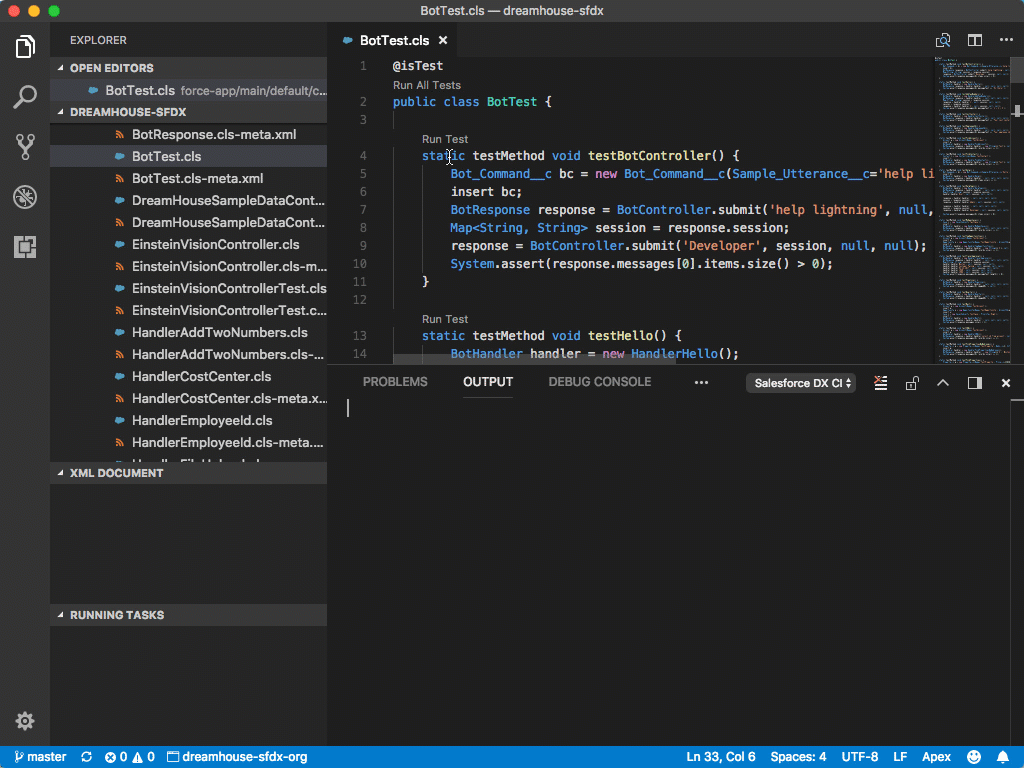 BotTest.cls — dreamhouse-sfdx
EXPLORER
OPEN EDITORS
BotTest.cls force-app/main/default/c...
DREAMHOUSE-SFDX
BotResponse.cls-meta.xml
BotTest.cls
BotTest.cls-meta.xml
DreamHouseSampleDataCont...
DreamHouseSampleDataCont...
EinsteinVisionController.cls
EinsteinVisionController.cls-m...
EinsteinVisionControllerTest.cls
EinsteinVisionControllerTest.c...
HandlerAddTwoNumbers.cls
HandlerAddTwoNumbers.cls-...
HandlerCostCenter.cls
HandlerCostCenter.cls-meta.x...
HandlerEmployeeId.cls
HandlerEmployeeId.cls-meta....
XML DOCUMENT
RUNNING TASKS
BotTest.cls
1 @isTest
Run All Tests
2 public class BotTest {
3
Run Test
4 static testMethod void testBotController() {
5 Bot_Command__c bc = new Bot_Command__c(Sample_Utterance__c='help li
6 insert bc;
7 BotResponse response = BotController.submit('help lightning', null,
8 Map<String, String> session = response.session;
9 response = BotController.submit('Developer', session, null, null);
10 System.assert(response.messages[0].items.size() > 0);
11 }
12
Run Test
13 static testMethod void testHello() {
14 BotHandler handler = new HandlerHello();
PROBLEMS OUTPUT DEBUG CONSOLE ... Salesforce DX CI
master 0 0 dreamhouse-sfdx-org Ln 33, Col 6 Spaces: 4 UTF-8 LF Apex